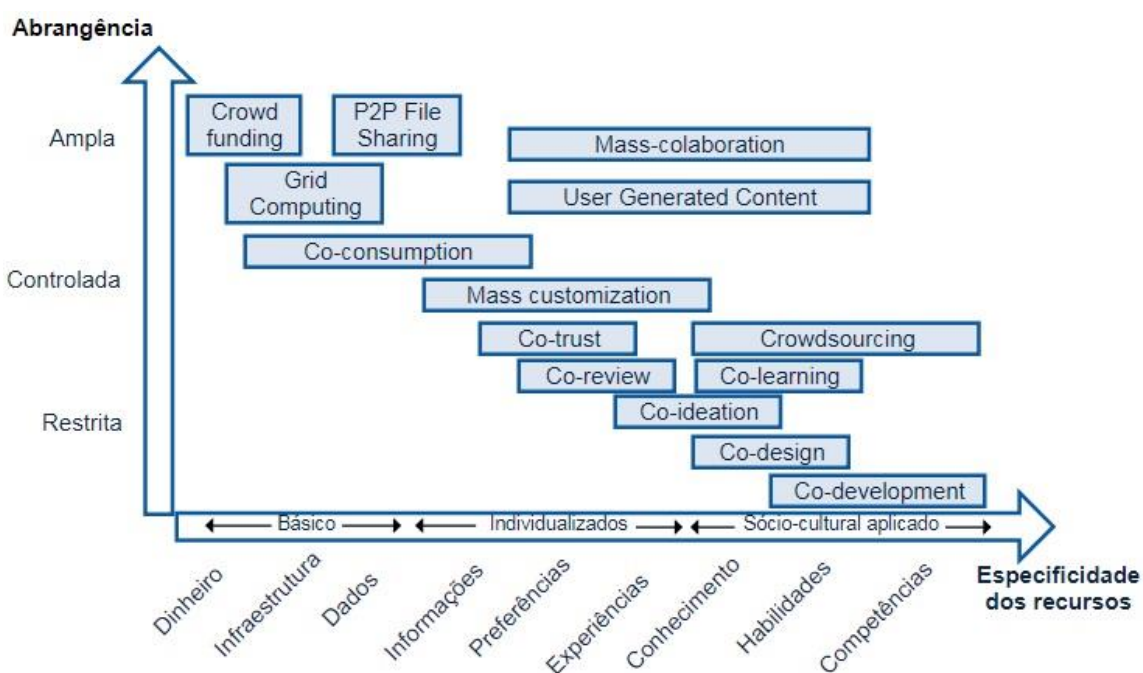 Abrangência
Ampla
Crowd
funding
P2P File
Sharing
Mass-colaboration
Grid
Computing
User Generated Content
Controlada
Co-consumption
Mass customization
Co-trust
Crowdsourcing
Co-review
Co-learning
Restrita
Co-ideation
Co-design
Co-development
Básico
Individualizados
Sócio-cultural aplicado
Dinheiro
Infraestrutura
Dados
Informações
Preferências
Experiências
Conhecimento
Habilidades
Competências
Especificidade
dos recursos